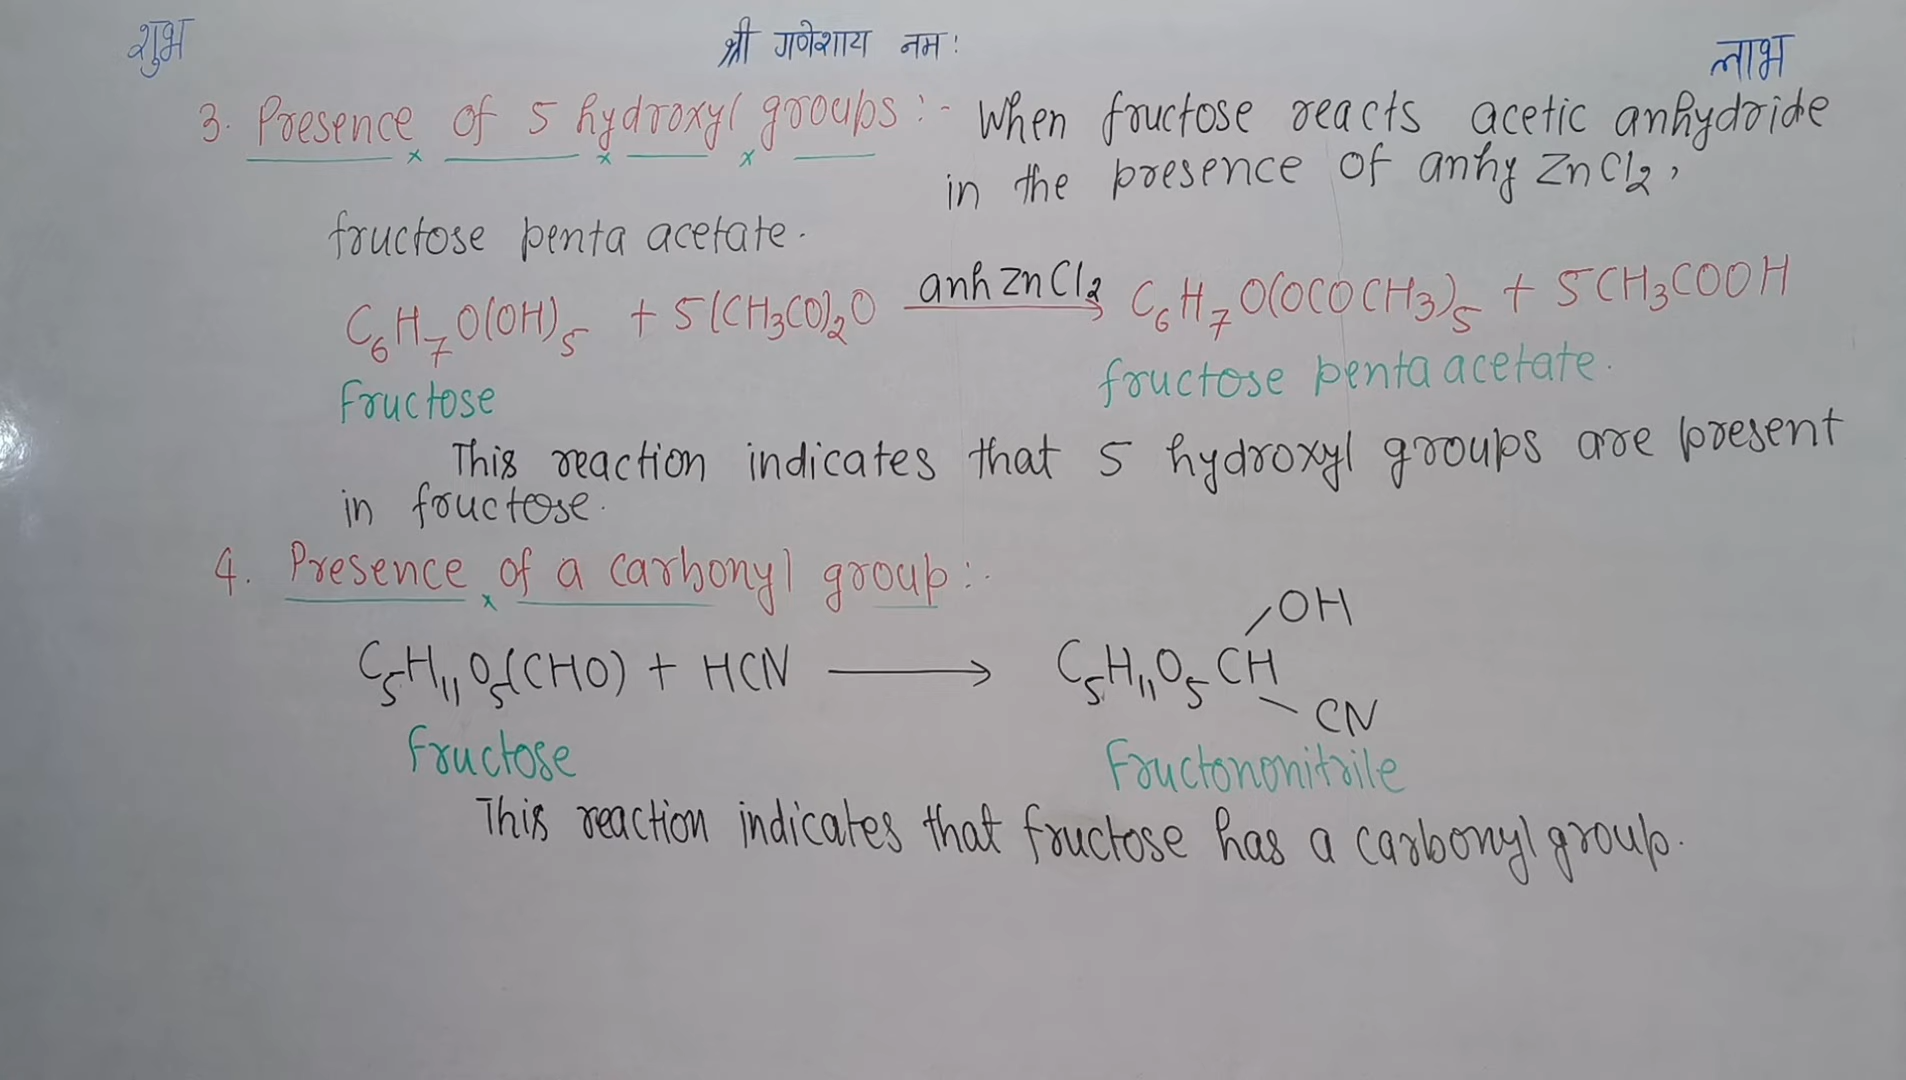 शुभ श्री गणेशाय नमः लाभ
3. Presence of 5 hydroxyl groups :- When fructose reacts acetic anhydride
in the presence of anhy ZnCl2,
fructose penta acetate.
C6H7O(OH)5 + 5(CH3CO)2O anh ZnCl2 → C6H7O(OCOCH3)5 + 5CH3COOH
Fructose fructose penta acetate.
This reaction indicates that 5 hydroxyl groups are present
in fructose.
4. Presence of a carbonyl group :-
OH
C5H11O5(CHO) + HCN → C5H11O5CH
CN
Fructose Fructononitrile
This reaction indicates that fructose has a carbonyl group.